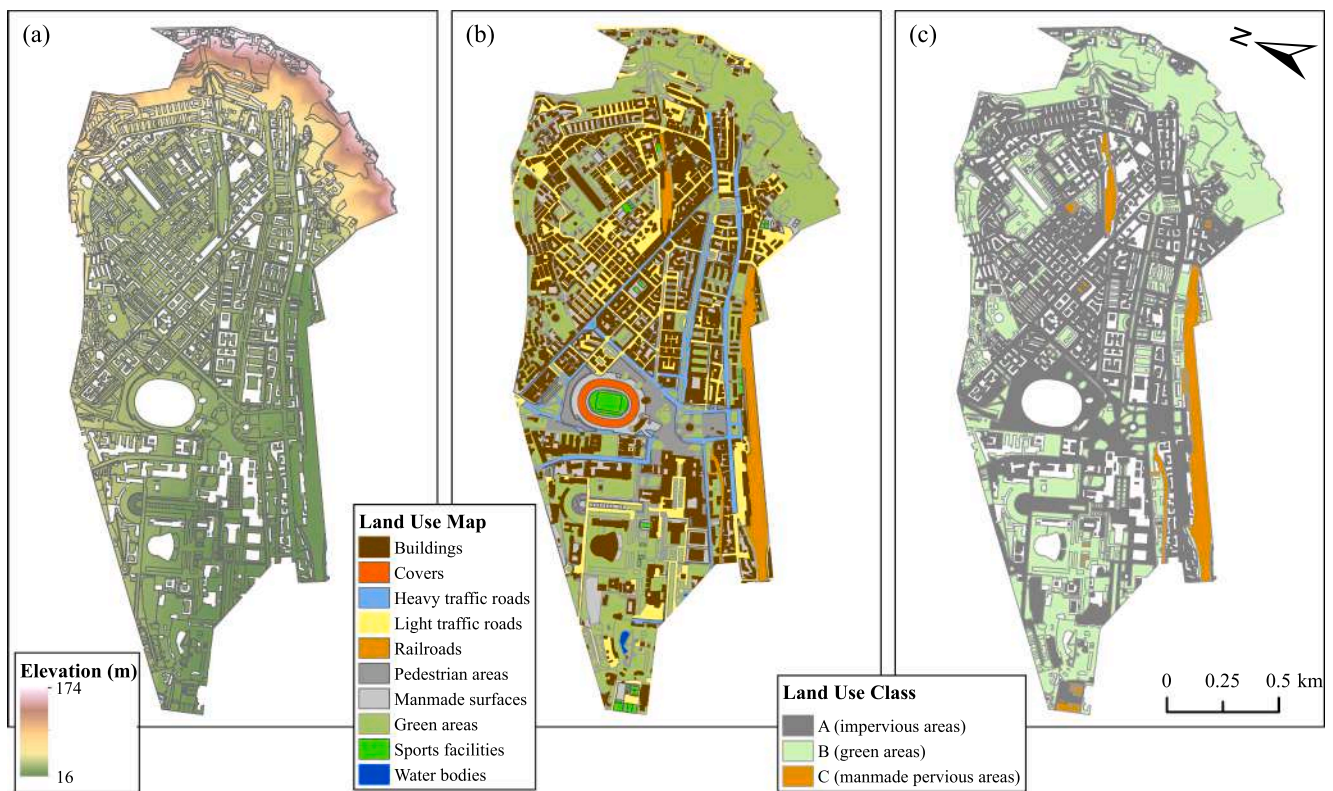 (a)
(b)
(c)
N
Elevation (m)
174
16
Land Use Map
Buildings
Covers
Heavy traffic roads
Light traffic roads
Railroads
Pedestrian areas
Manmade surfaces
Green areas
Sports facilities
Water bodies
0 0.25 0.5 km
Land Use Class
A (impervious areas)
B (green areas)
C (manmade pervious areas)